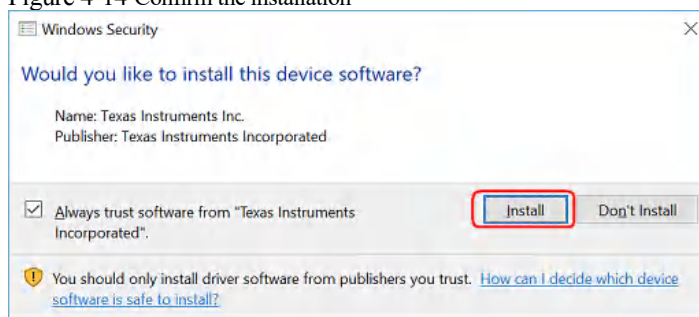 Figure 4-14 Confirm the installation
Windows Security
Would you like to install this device software?
Name: Texas Instruments Inc.
Publisher: Texas Instruments Incorporated
Always trust software from "Texas Instruments
Incorporated".
Install
Don't Install
You should only install driver software from publishers you trust. How can I decide which device
software is safe to install?